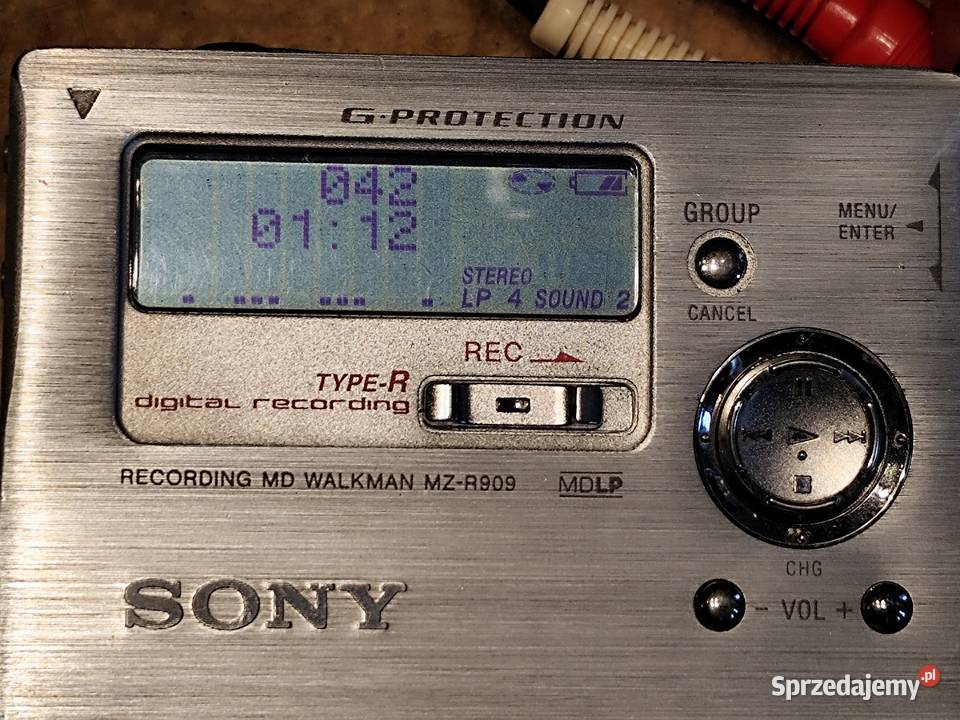 G-PROTECTION
042
01:12
STEREO
LP 4 SOUND 2
GROUP
CANCEL
MENU/
ENTER
REC
TYPE-R
digital recording
RECORDING MD WALKMAN MZ-R909
MDLP
SONY
CHG
- VOL +
Sprzedajemy.pl